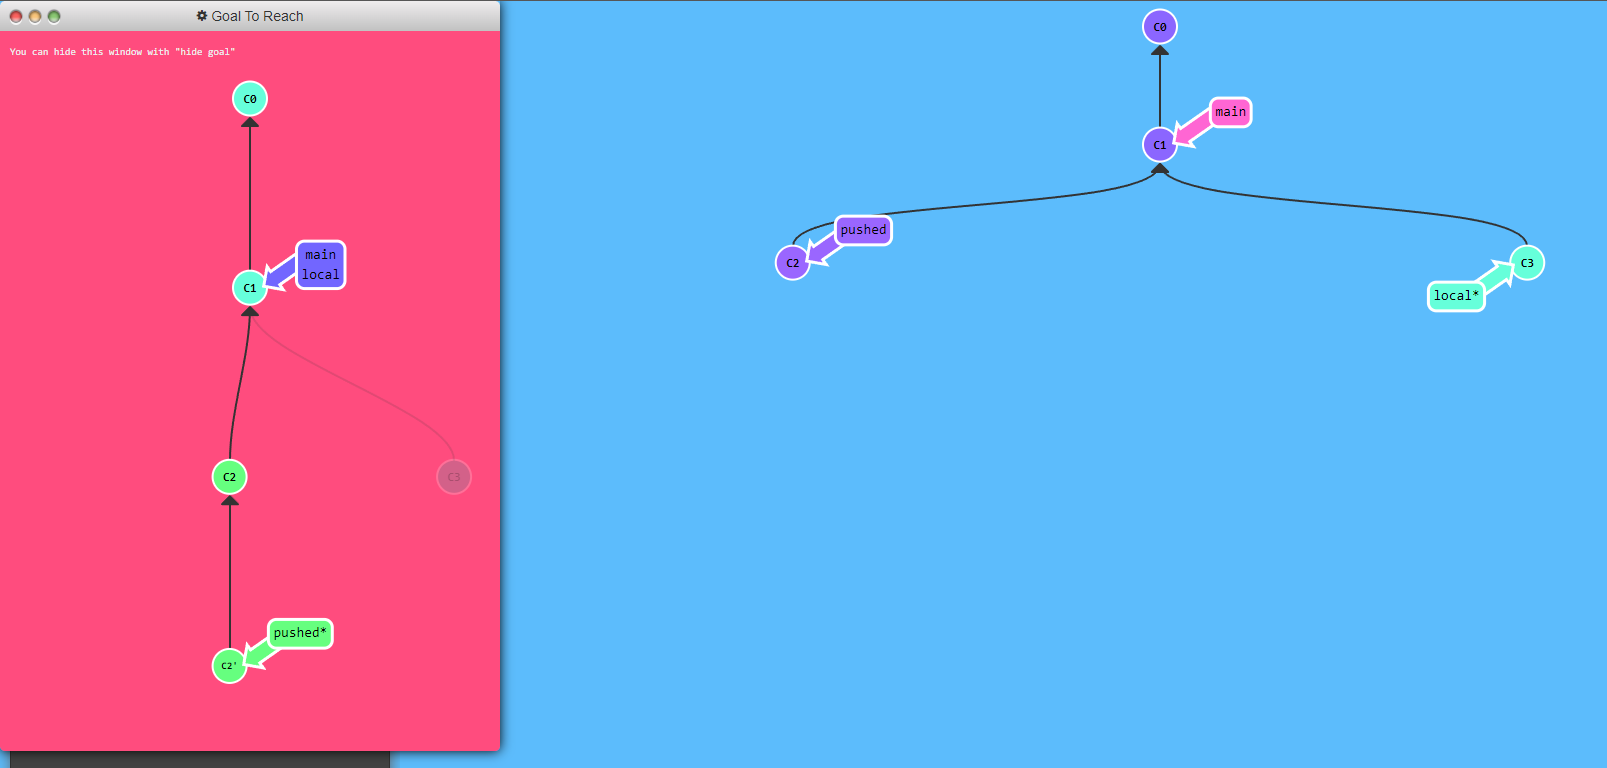 Goal To Reach
You can hide this window with "hide goal"
C0
main
local
C1
C2
C3
pushed*
C2'
C0
main
C1
pushed
C2
C3
local*